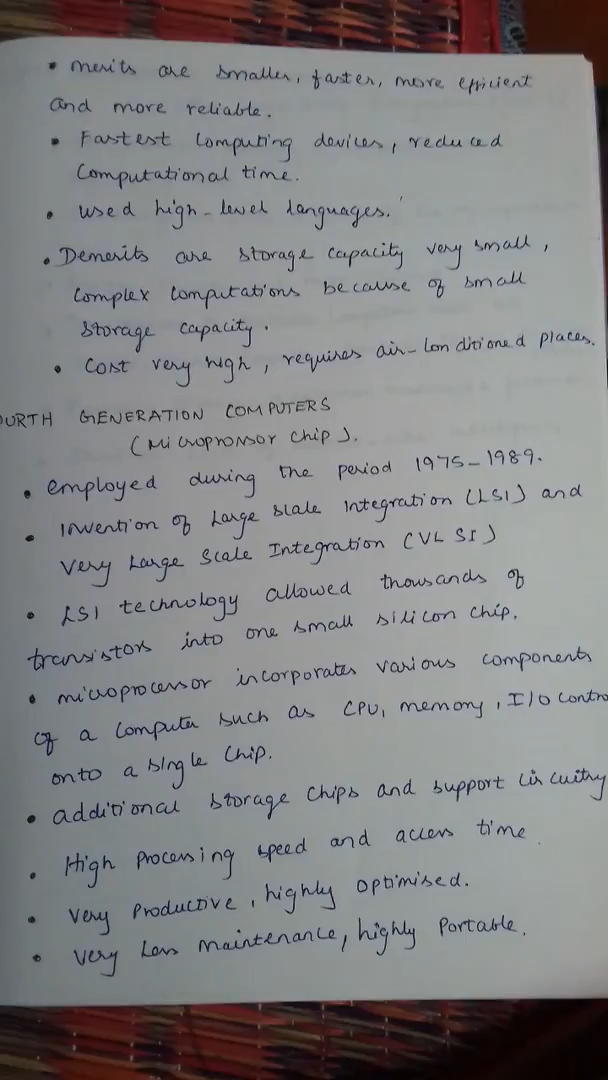 • merits are smaller, faster, more efficient
and more reliable.
• Fastest Computing devices, reduced
Computational time.
• used high-level languages.
• Demerits are storage capacity very small,
complex computations because of small
storage capacity.
• cost very high, requires air-conditioned places.
OURTH GENERATION COMPUTERS
(Micropronsor chip).
• employed during the period 1975-1989.
• invention of Large scale Integration (LSI) and
very Large Scale Integration (VLSI)
• LSI technology allowed thousands of
transistors into one small silicon chip.
• microprocessor incorporates various components
of a computer such as CPU, memory, I/O contro
onto a single chip.
• additional storage chips and support circuitry
• High processing speed and access time.
• very Productive, highly optimised.
• very Less maintenance, highly Portable.